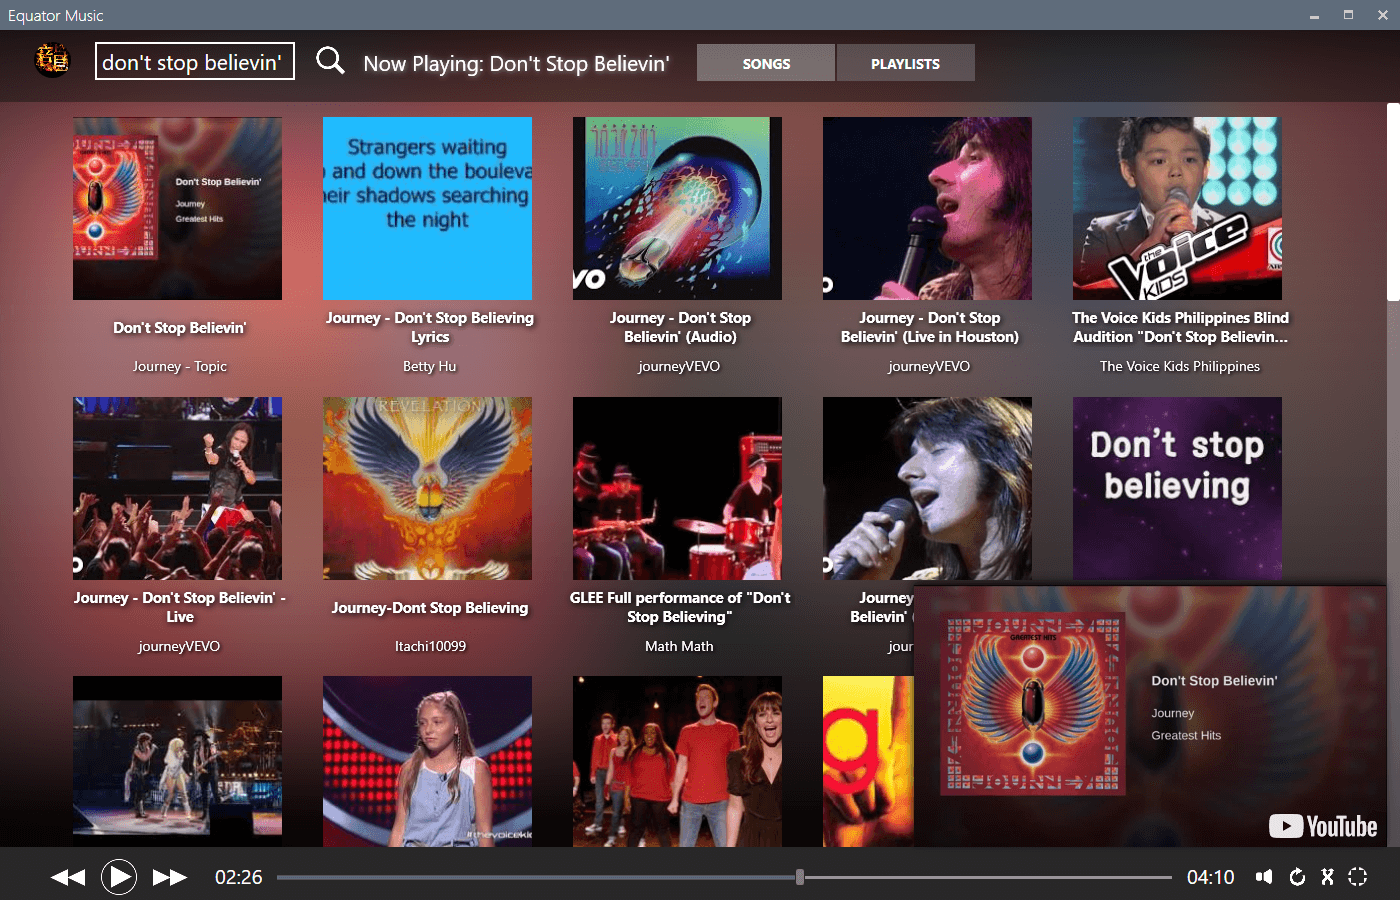 Equator Music
don't stop believin'
Now Playing: Don't Stop Believin'
SONGS
PLAYLISTS
Don't Stop Believin'
Journey
Greatest Hits
Strangers waiting
and down the bouleva
eir shadows searching
the night
VO
the
Voice
KIDS
Don't Stop Believin'
Journey - Topic
Journey - Don't Stop Believing
Lyrics
Betty Hu
Journey - Don't Stop
Believin' (Audio)
journeyVEVO
Journey - Don't Stop
Believin' (Live in Houston)
journeyVEVO
The Voice Kids Philippines Blind
Audition "Don't Stop Believin...
The Voice Kids Philippines
REVELATION
Don't stop
believing
Journey - Don't Stop Believin' -
Live
journeyVEVO
Journey-Dont Stop Believing
Itachi10099
GLEE Full performance of "Don't
Stop Believing"
Math Math
Journey
Believin' (
jour
#thevoicekid
g
GREATEST HITS
Don't Stop Believin'
Journey
Greatest Hits
YouTube
02:26
04:10